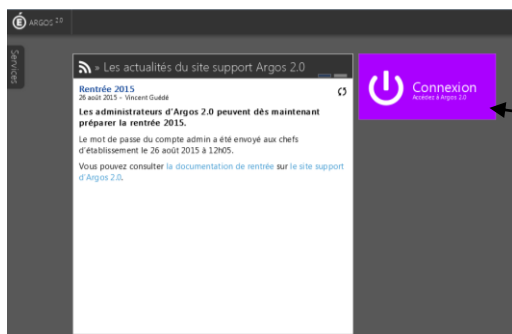 É ARGOS 2.0
Services
» Les actualités du site support Argos 2.0
Rentrée 2015
26 août 2015 – Vincent Guédé
Les administrateurs d'Argos 2.0 peuvent dès maintenant
préparer la rentrée 2015.
Le mot de passe du compte admin a été envoyé aux chefs
d'établissement le 26 août 2015 à 12h05.
Vous pouvez consulter la documentation de rentrée sur le site support
d'Argos 2.0.
Connexion
Accédez à Argos 2.0